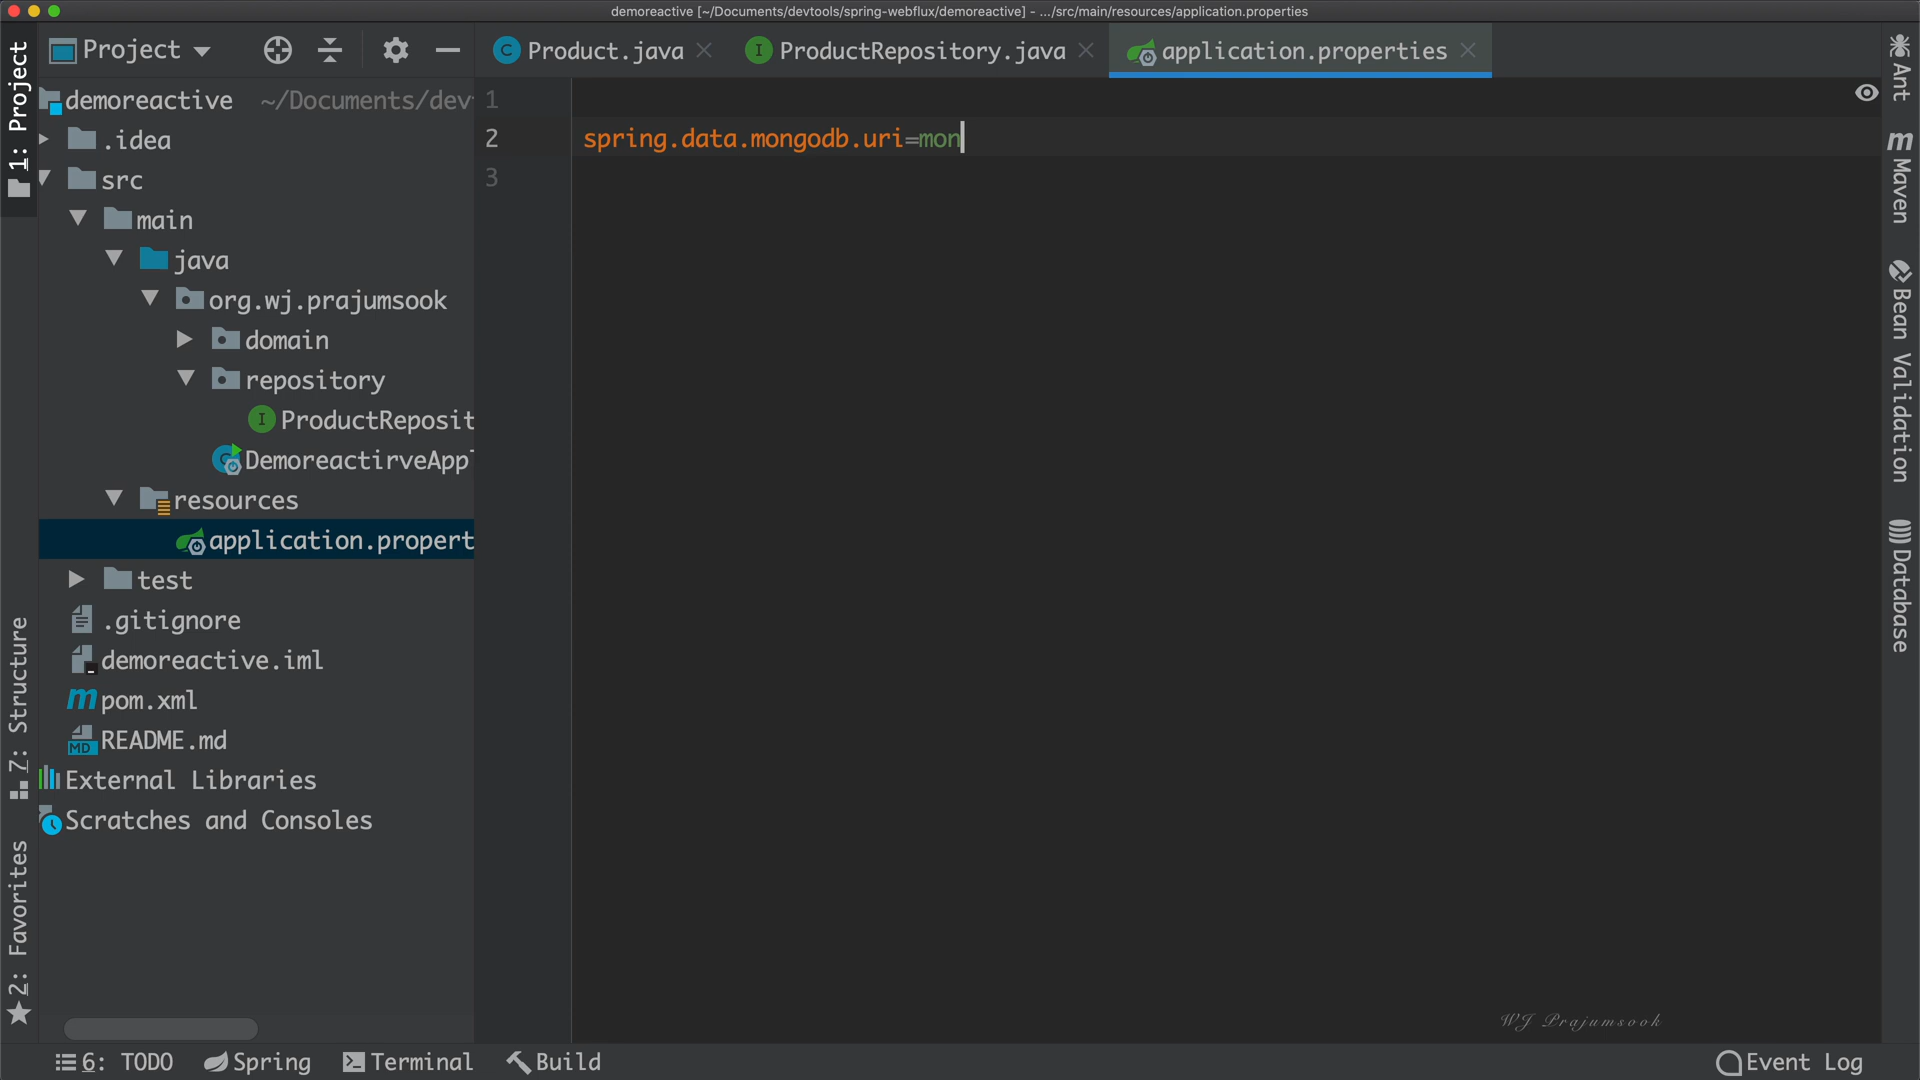 demoreactive [~/Documents/devtools/spring-webflux/demoreactive] - .../src/main/resources/application.properties
1: Project
7: Structure
2: Favorites
Project
demoreactive ~/Documents/dev
.idea
src
main
java
org.wj.prajumsook
domain
repository
ProductReposit
DemoreactirveAppl
resources
application.propert
test
.gitignore
demoreactive.iml
pom.xml
README.md
External Libraries
Scratches and Consoles
Product.java
ProductRepository.java
application.properties
1
2 spring.data.mongodb.uri=mon
3
Ant
Maven
Bean Validation
Database
WJ Prajumsook
6: TODO
Spring
Terminal
Build
Event Log